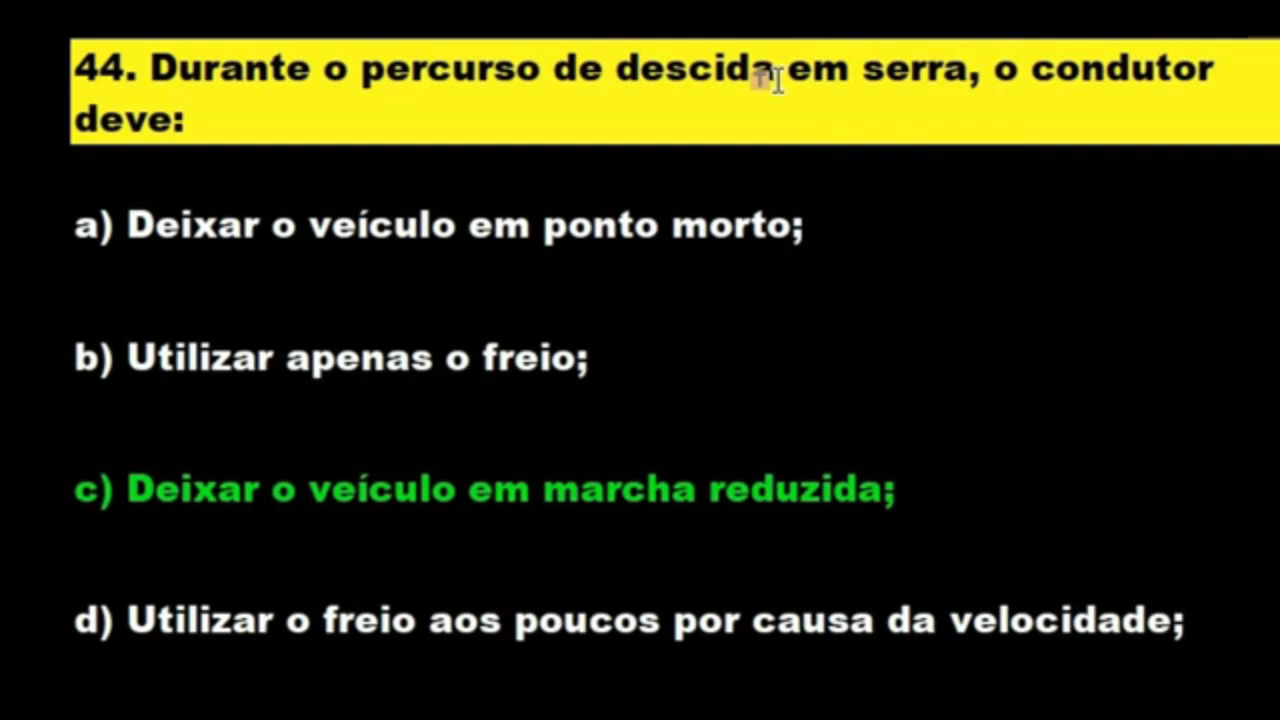 44. Durante o percurso de descida em serra, o condutor
deve:
a) Deixar o veículo em ponto morto;
b) Utilizar apenas o freio;
c) Deixar o veículo em marcha reduzida;
d) Utilizar o freio aos poucos por causa da velocidade;